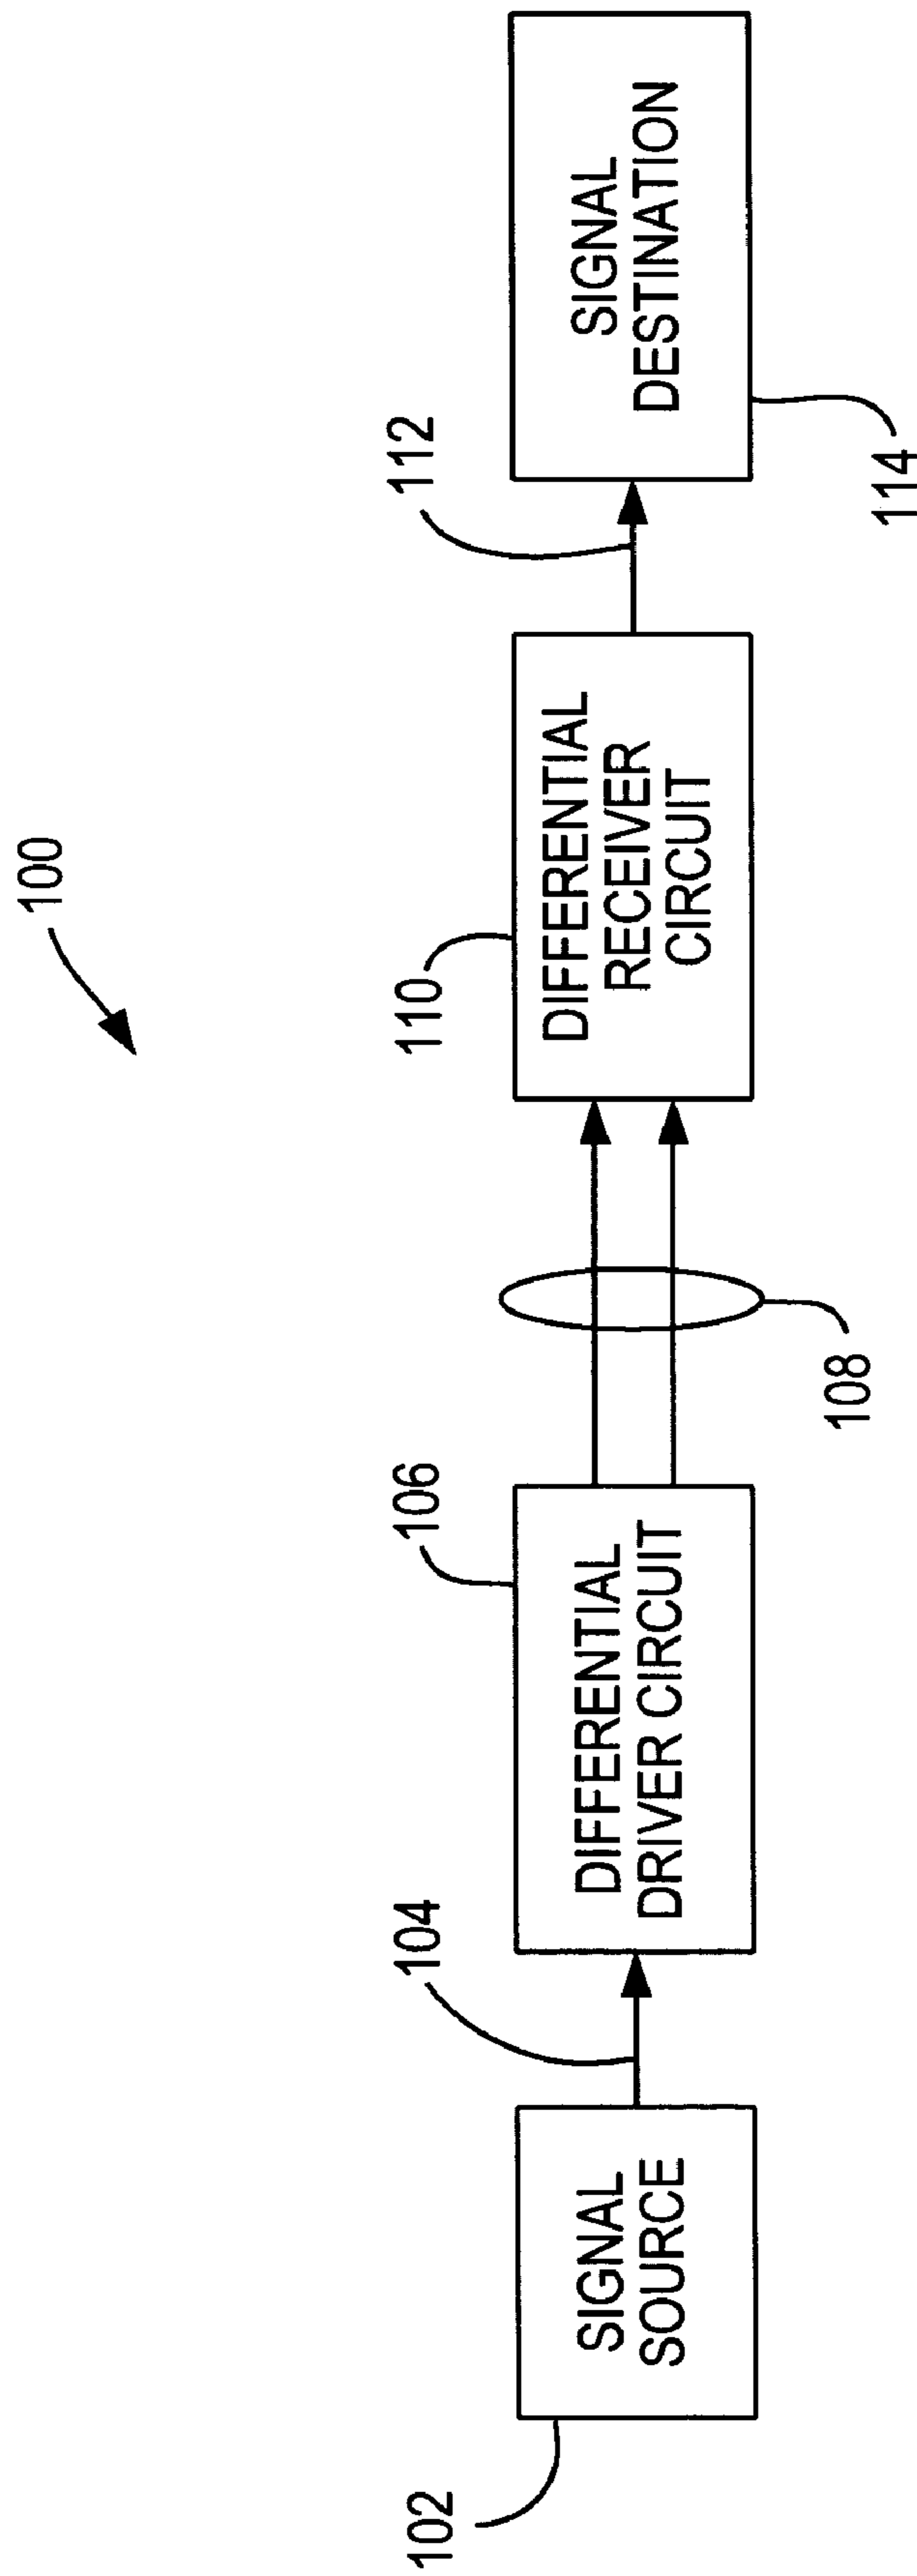 100
102
SIGNAL
SOURCE
104
106
DIFFERENTIAL
DRIVER CIRCUIT
108
110
DIFFERENTIAL
RECEIVER
CIRCUIT
112
SIGNAL
DESTINATION
114